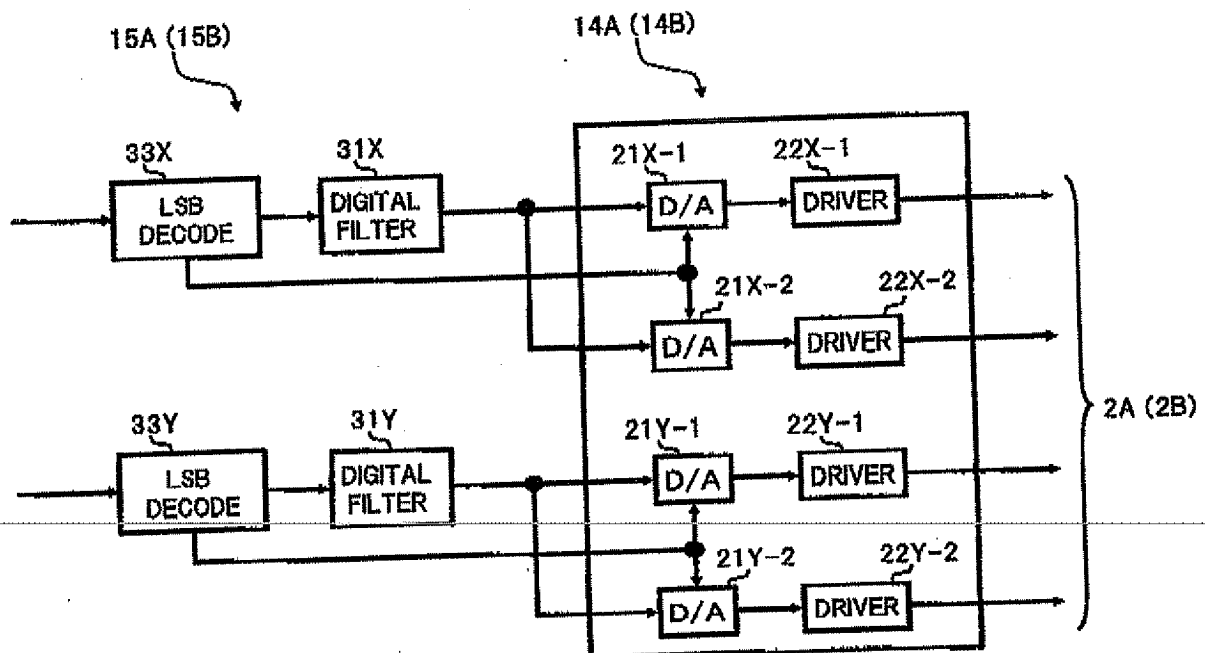 15A (15B)
14A (14B)
33X
31X
21X-1
22X-1
LSB
DECODE
DIGITAL
FILTER
D/A
DRIVER
21X-2
22X-2
D/A
DRIVER
2A (2B)
33Y
31Y
21Y-1
22Y-1
LSB
DECODE
DIGITAL
FILTER
D/A
DRIVER
21Y-2
22Y-2
D/A
DRIVER